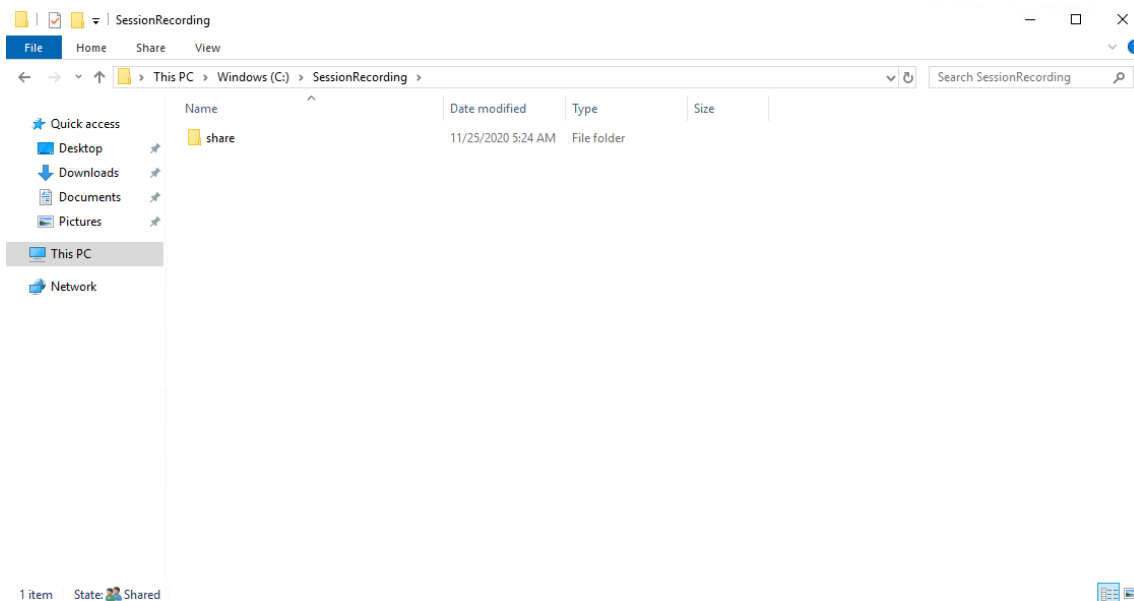 SessionRecording
File Home Share View
This PC > Windows (C:) > SessionRecording >
Search SessionRecording
Name Date modified Type Size
share 11/25/2020 5:24 AM File folder
Quick access
Desktop
Downloads
Documents
Pictures
This PC
Network
1 item State: Shared